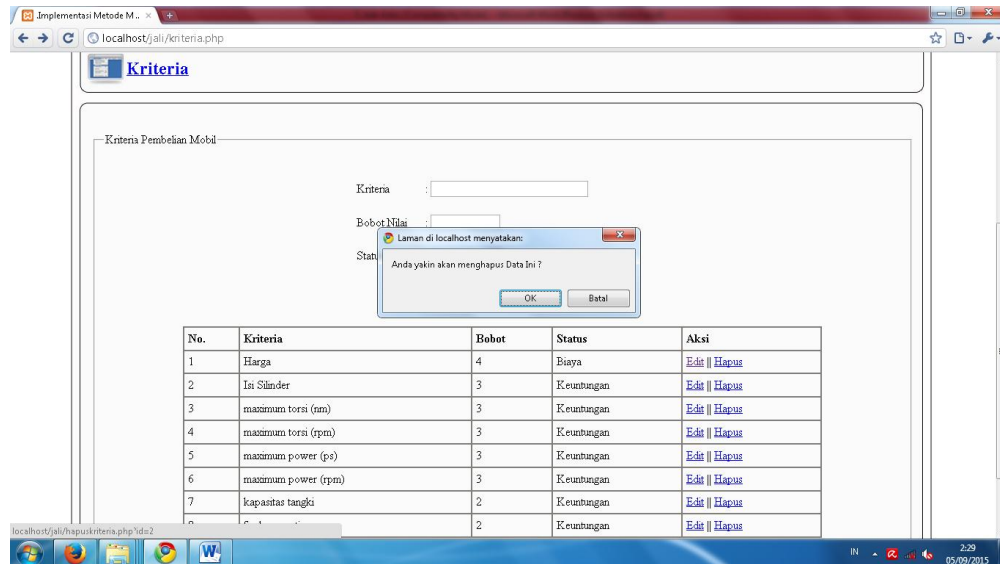 .Implementasi Metode M..
localhost/jali/kriteria.php
Kriteria
Kriteria Pembelian Mobil
Kriteria :
Bobot Nilai :
Statu
Laman di localhost menyatakan:
Anda yakin akan menghapus Data Ini ?
OK Batal
No. Kriteria Bobot Status Aksi
1 Harga 4 Biaya Edit || Hapus
2 Isi Silinder 3 Keuntungan Edit || Hapus
3 maximum torsi (nm) 3 Keuntungan Edit || Hapus
4 maximum torsi (rpm) 3 Keuntungan Edit || Hapus
5 maximum power (ps) 3 Keuntungan Edit || Hapus
6 maximum power (rpm) 3 Keuntungan Edit || Hapus
7 kapasitas tangki 2 Keuntungan Edit || Hapus
2 Keuntungan Edit || Hapus
localhost/jali/hapuskriteria.php?id=2
IN 2:29
05/09/2015